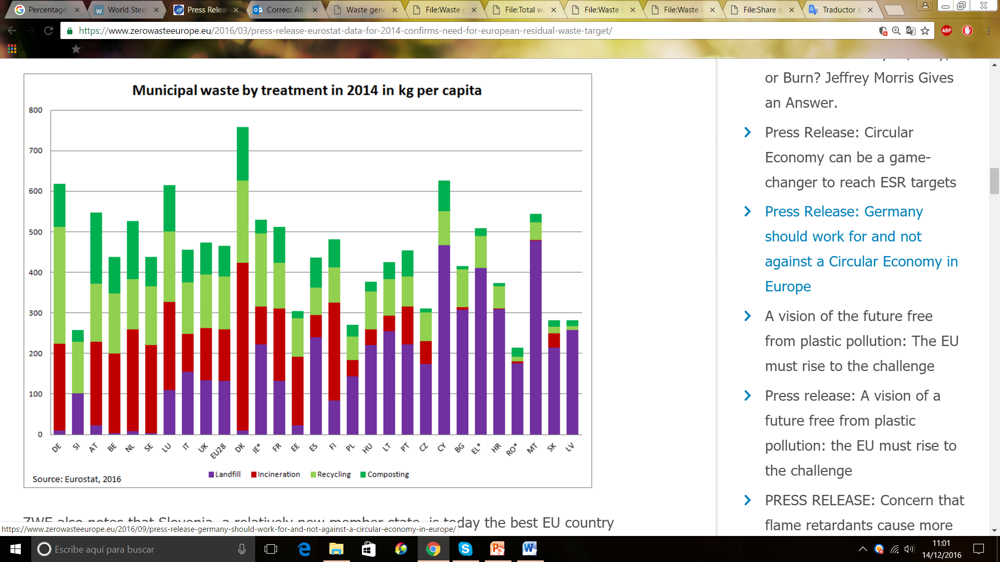 Percentage
World Steel
Press Relea
Correo: Alb
Waste gene
File:Waste g
File:Total wa
File:Waste (
File:Waste l
File:Share o
Traductor d
https://www.zerowasteeurope.eu/2016/03/press-release-eurostat-data-for-2014-confirms-need-for-european-residual-waste-target/
ABP
Bookmarks
Municipal waste by treatment in 2014 in kg per capita
800
700
600
500
400
300
200
100
0
DE SI AT BE NL SE LU IT UK EU28 DK IE* FR EE ES FI PL HU LT PT CZ CY BG EL* HR RO* MT SK LV
Landfill Incineration Recycling Composting
Source: Eurostat, 2016
ZWE also notes that Slovenia, a relatively new member state, is today the best EU country
https://www.zerowasteeurope.eu/2016/09/press-release-germany-should-work-for-and-not-against-a-circular-economy-in-europe/
or Burn? Jeffrey Morris Gives
an Answer.
Press Release: Circular
Economy can be a game-
changer to reach ESR targets
Press Release: Germany
should work for and not
against a Circular Economy in
Europe
A vision of the future free
from plastic pollution: The EU
must rise to the challenge
Press release: A vision of a
future free from plastic
pollution: the EU must rise to
the challenge
PRESS RELEASE: Concern that
flame retardants cause more
Escribe aquí para buscar
11:01
14/12/2016